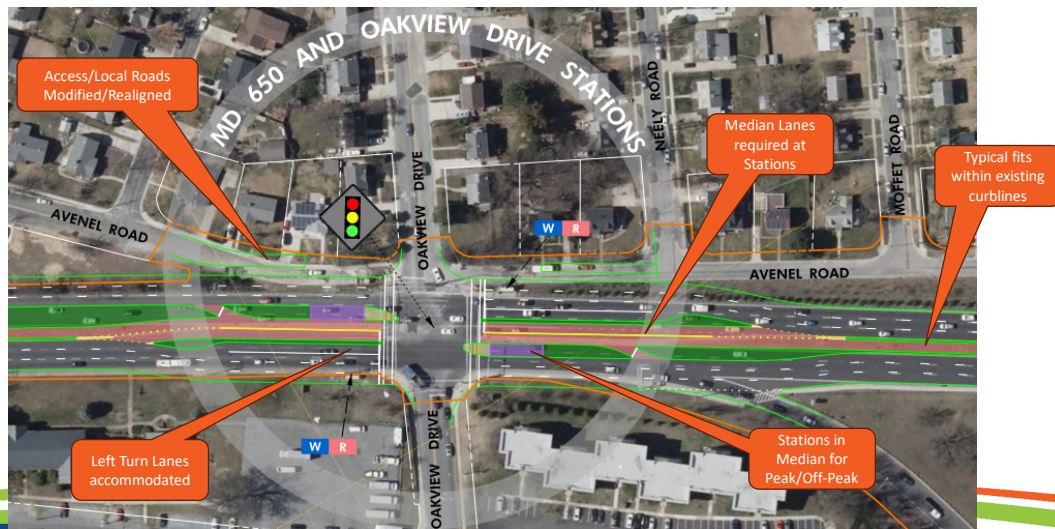 MD 650 AND OAKVIEW DRIVE STATIONS
Access/Local Roads
Modified/Realigned
NEELY ROAD
MOFFET ROAD
Median Lanes
required at
Stations
Typical fits
within existing
curblines
OAKVIEW DRIVE
AVENEL ROAD
W R
AVENEL ROAD
W R
Left Turn Lanes
accommodated
OAKVIEW DRIVE
Stations in
Median for
Peak/Off-Peak